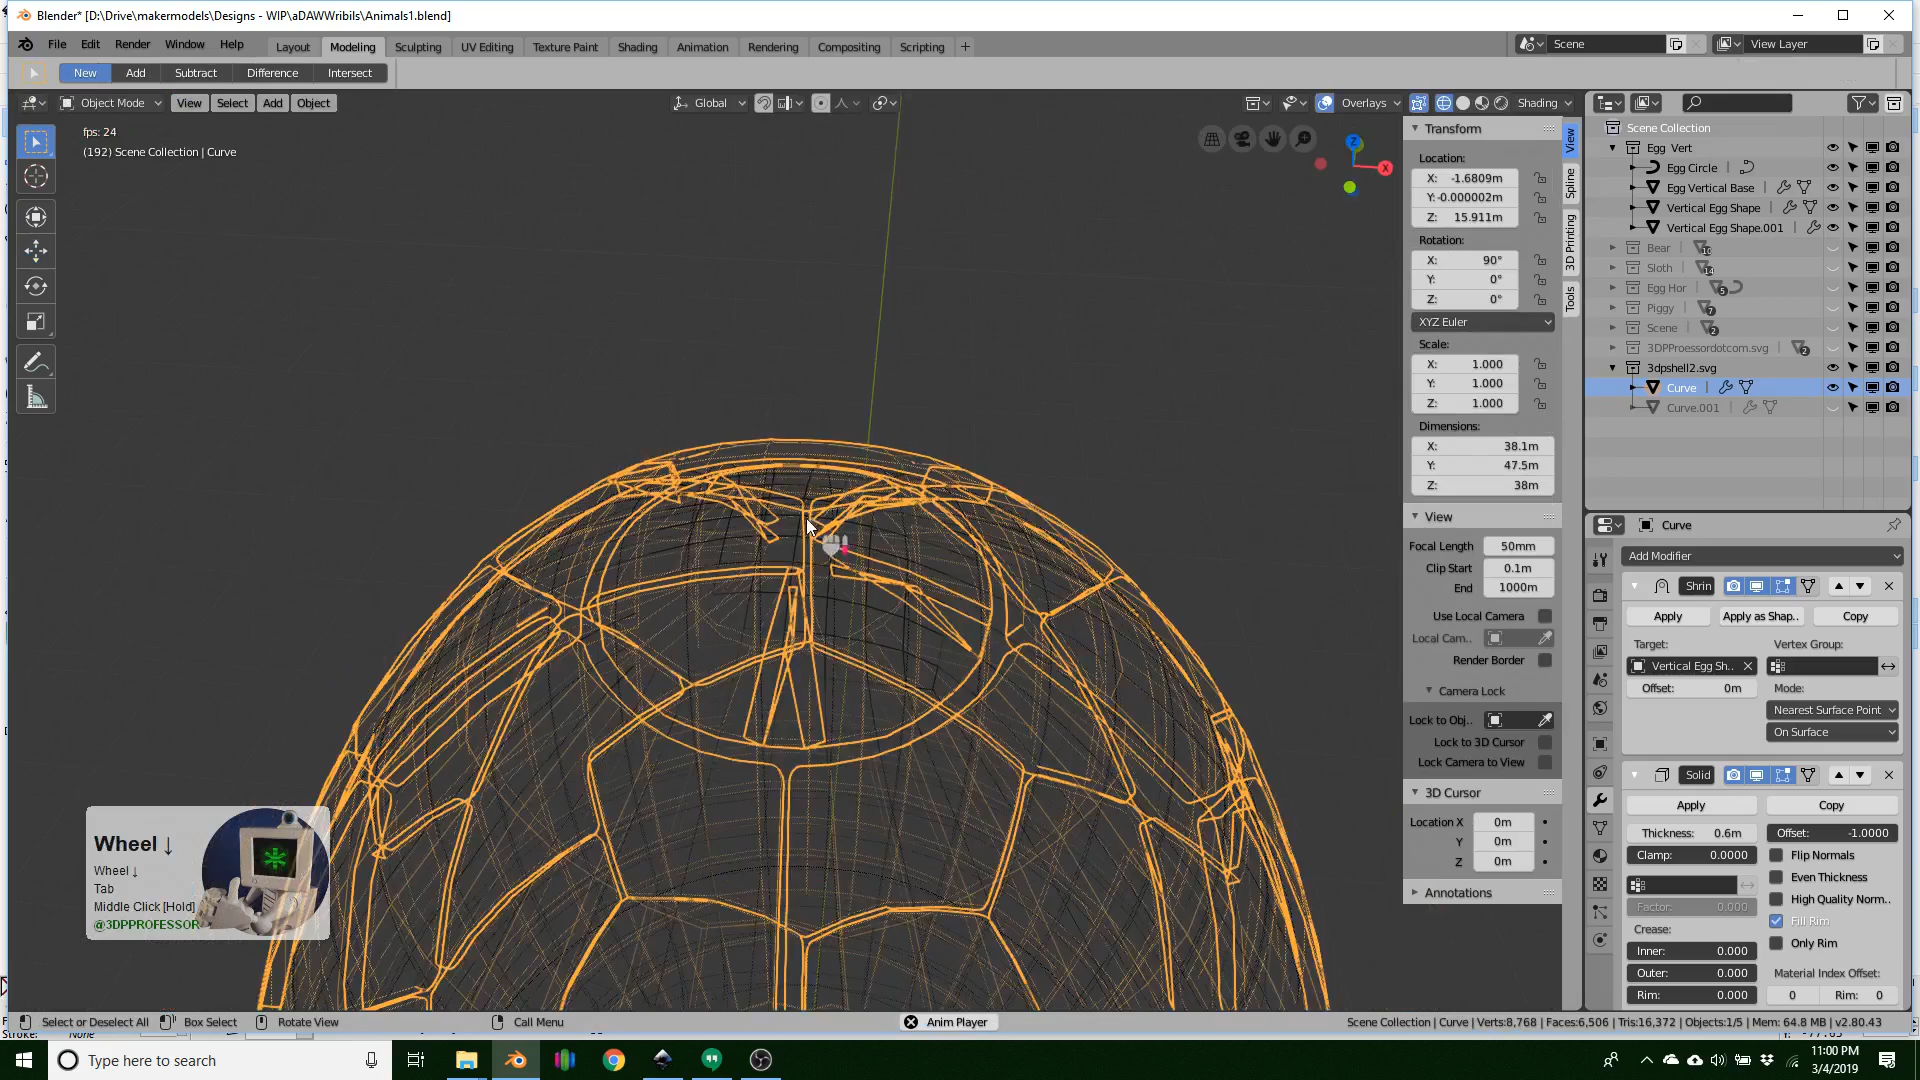 Blender* [D:\Drive\makermodels\Designs - WIP\aDAWWribils\Animals1.blend]
File Edit Render Window Help
Layout Modeling Sculpting UV Editing Texture Paint Shading Animation Rendering Compositing Scripting +
Scene
View Layer
New Add Subtract Difference Intersect
Object Mode View Select Add Object
Global
Overlays
Shading
fps: 24
(192) Scene Collection | Curve
Z
X
View
Spline
3D Printing
Tools
Transform
Location:
X: -1.6809m
Y:-0.000002m
Z: 15.911m
Rotation:
X: 90°
Y: 0°
Z: 0°
XYZ Euler
Scale:
X: 1.000
Y: 1.000
Z: 1.000
Dimensions:
X: 38.1m
Y: 47.5m
Z: 38m
View
Focal Length 50mm
Clip Start 0.1m
End 1000m
Use Local Camera
Local Cam..
Render Border
Camera Lock
Lock to Obj..
Lock to 3D Cursor
Lock Camera to View
3D Cursor
Location X 0m
Y 0m
Z 0m
Annotations
Scene Collection
Egg Vert
Egg Circle
Egg Vertical Base
Vertical Egg Shape
Vertical Egg Shape.001
Bear
Sloth 14
Egg Hor 5
Piggy 7
Scene 2
3DPProessordotcom.svg 2
3dpshell2.svg
Curve
Curve.001
Curve
Add Modifier
Shrin
Apply Apply as Shap.. Copy
Target: Vertex Group:
Vertical Egg Sh..
Offset: 0m Mode:
Nearest Surface Point
On Surface
Solid
Apply Copy
Thickness: 0.6m Offset: -1.0000
Clamp: 0.0000 Flip Normals
Even Thickness
High Quality Norm..
Factor: 0.000 Fill Rim
Crease: Only Rim
Inner: 0.000
Outer: 0.000 Material Index Offset:
Rim: 0.000 0 Rim: 0
Wheel ↓
Wheel ↓
Tab
Middle Click [Hold]
@3DPPROFESSOR
Select or Deselect All Box Select Rotate View Call Menu Anim Player
Scene Collection | Curve | Verts:8,768 | Faces:6,506 | Tris:16,372 | Objects:1/5 | Mem: 64.8 MB | v2.80.43
Type here to search
11:00 PM
3/4/2019